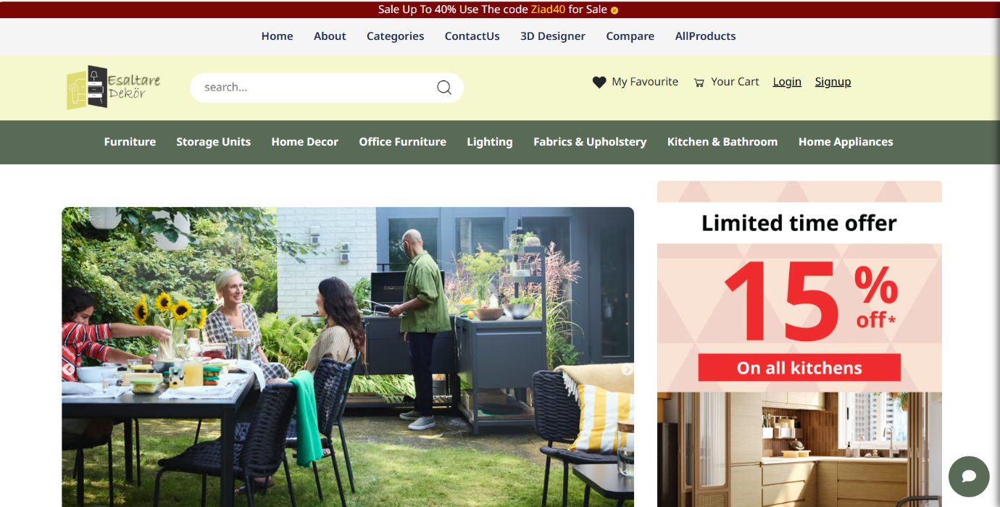 Sale Up To 40% Use The code Ziad40 for Sale
Home About Categories ContactUs 3D Designer Compare AllProducts
Esaltare
Dekör
search...
My Favourite Your Cart Login Signup
Furniture Storage Units Home Decor Office Furniture Lighting Fabrics & Upholstery Kitchen & Bathroom Home Appliances
Limited time offer
15%
off*
On all kitchens